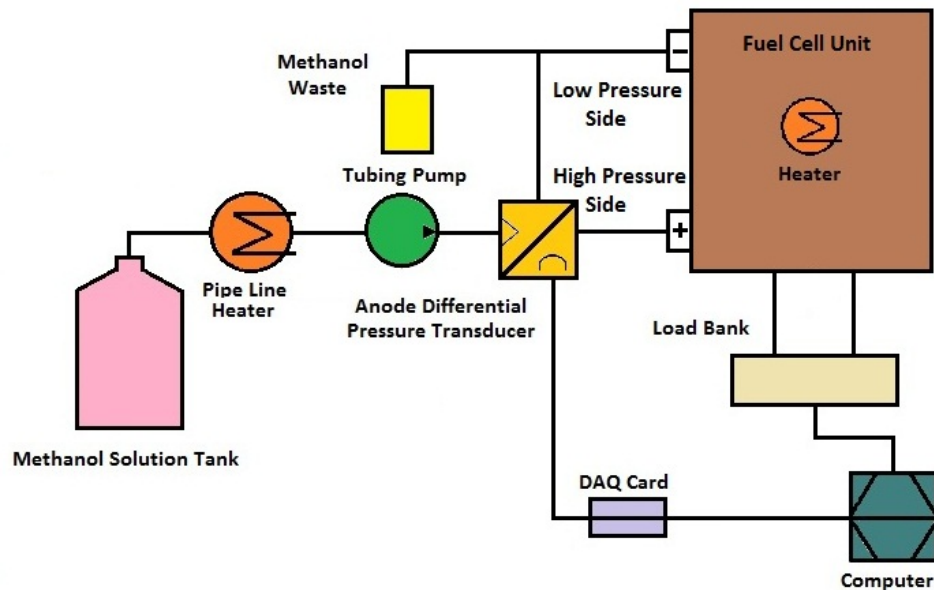 Fuel Cell Unit
Methanol
Waste
−
Low Pressure
Side
Tubing Pump
High Pressure
Side
Heater
+
Pipe Line
Heater
Anode Differential
Pressure Transducer
Load Bank
Methanol Solution Tank
DAQ Card
Computer